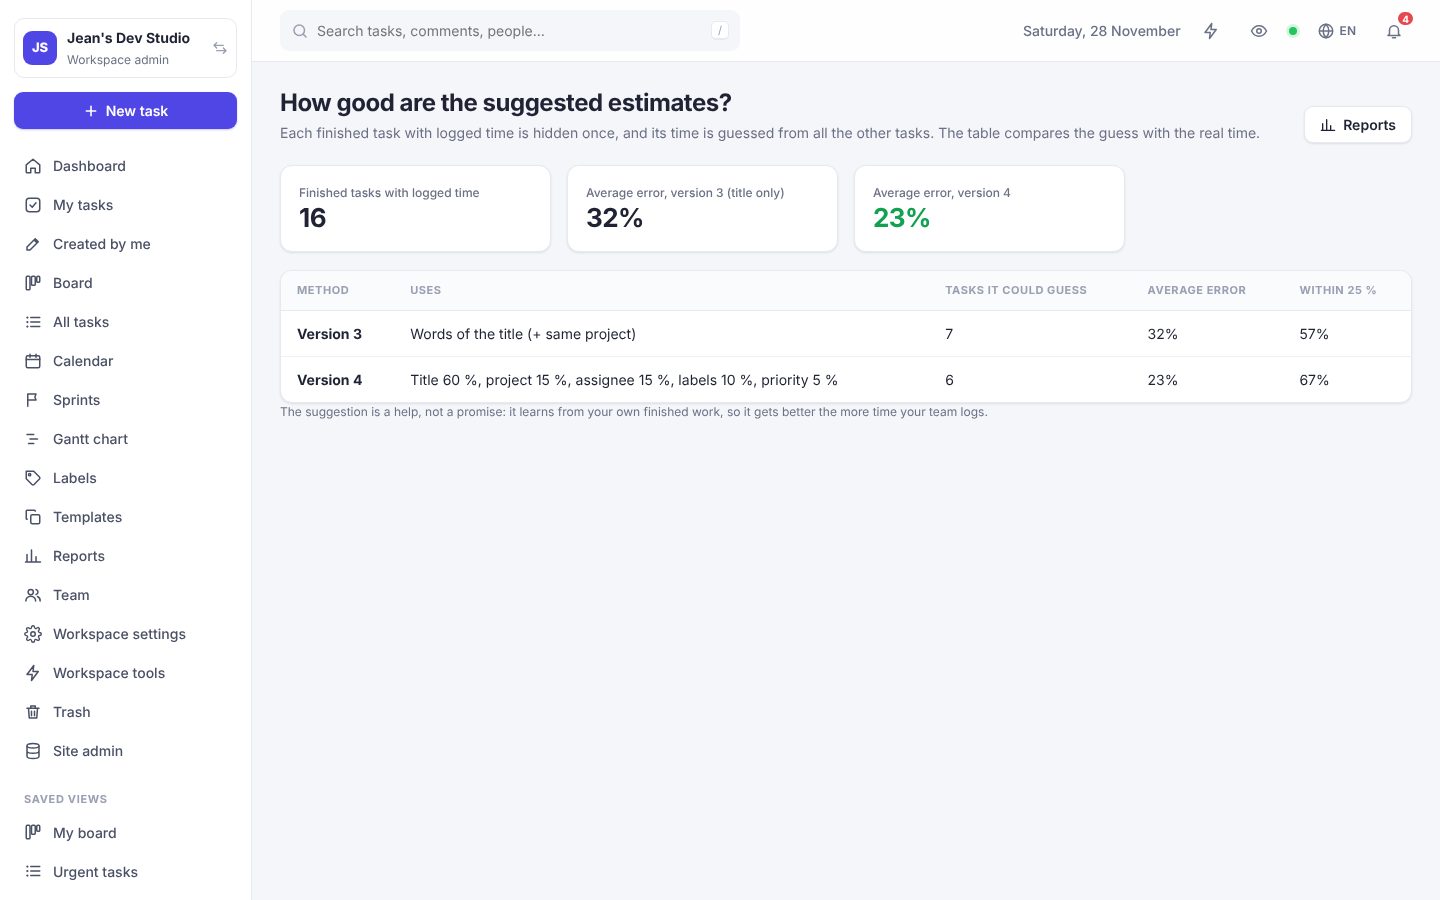 JS
Jean's Dev Studio
Workspace admin
New task
Dashboard
My tasks
Created by me
Board
All tasks
Calendar
Sprints
Gantt chart
Labels
Templates
Reports
Team
Workspace settings
Workspace tools
Trash
Site admin
SAVED VIEWS
My board
Urgent tasks
Search tasks, comments, people...
/
Saturday, 28 November
EN
4
How good are the suggested estimates?
Each finished task with logged time is hidden once, and its time is guessed from all the other tasks. The table compares the guess with the real time.
Reports
Finished tasks with logged time
16
Average error, version 3 (title only)
32%
Average error, version 4
23%
METHOD USES TASKS IT COULD GUESS AVERAGE ERROR WITHIN 25 %
Version 3 Words of the title (+ same project) 7 32% 57%
Version 4 Title 60 %, project 15 %, assignee 15 %, labels 10 %, priority 5 % 6 23% 67%
The suggestion is a help, not a promise: it learns from your own finished work, so it gets better the more time your team logs.